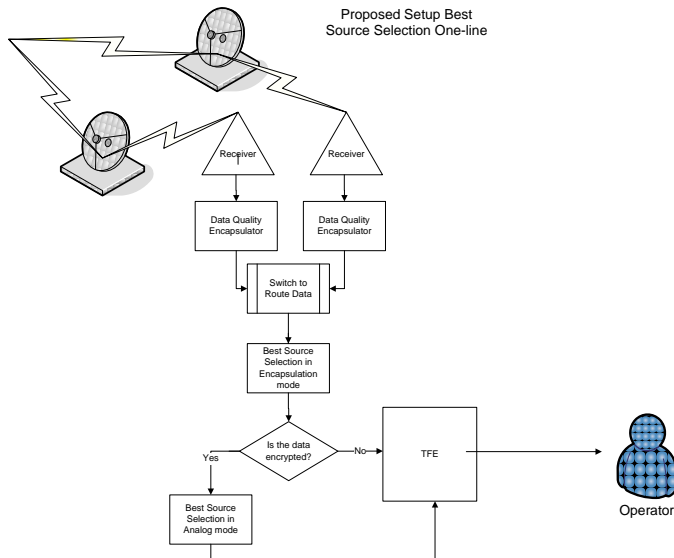 Proposed Setup Best
Source Selection One-line
Receiver
Receiver
Data Quality
Encapsulator
Data Quality
Encapsulator
Switch to
Route Data
Best Source
Selection in
Encapsulation
mode
Is the data
encrypted?
Yes
No
TFE
Operator
Best Source
Selection in
Analog mode